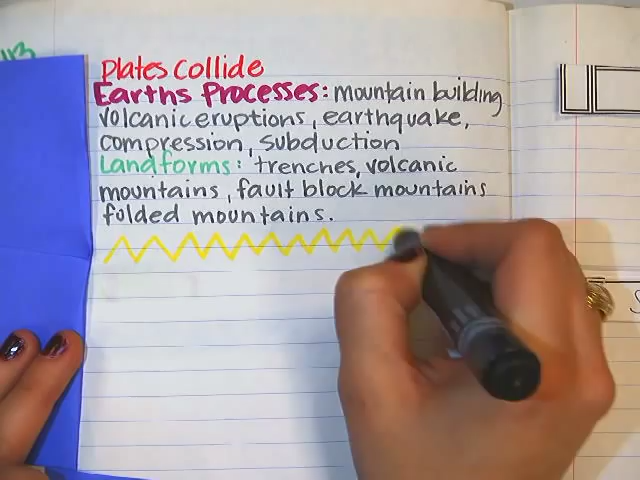 Plates Collide
Earths Processes: mountain building
volcanic eruptions, earthquake,
compression, subduction
Landforms: trenches, volcanic
mountains, fault block mountains
folded mountains.